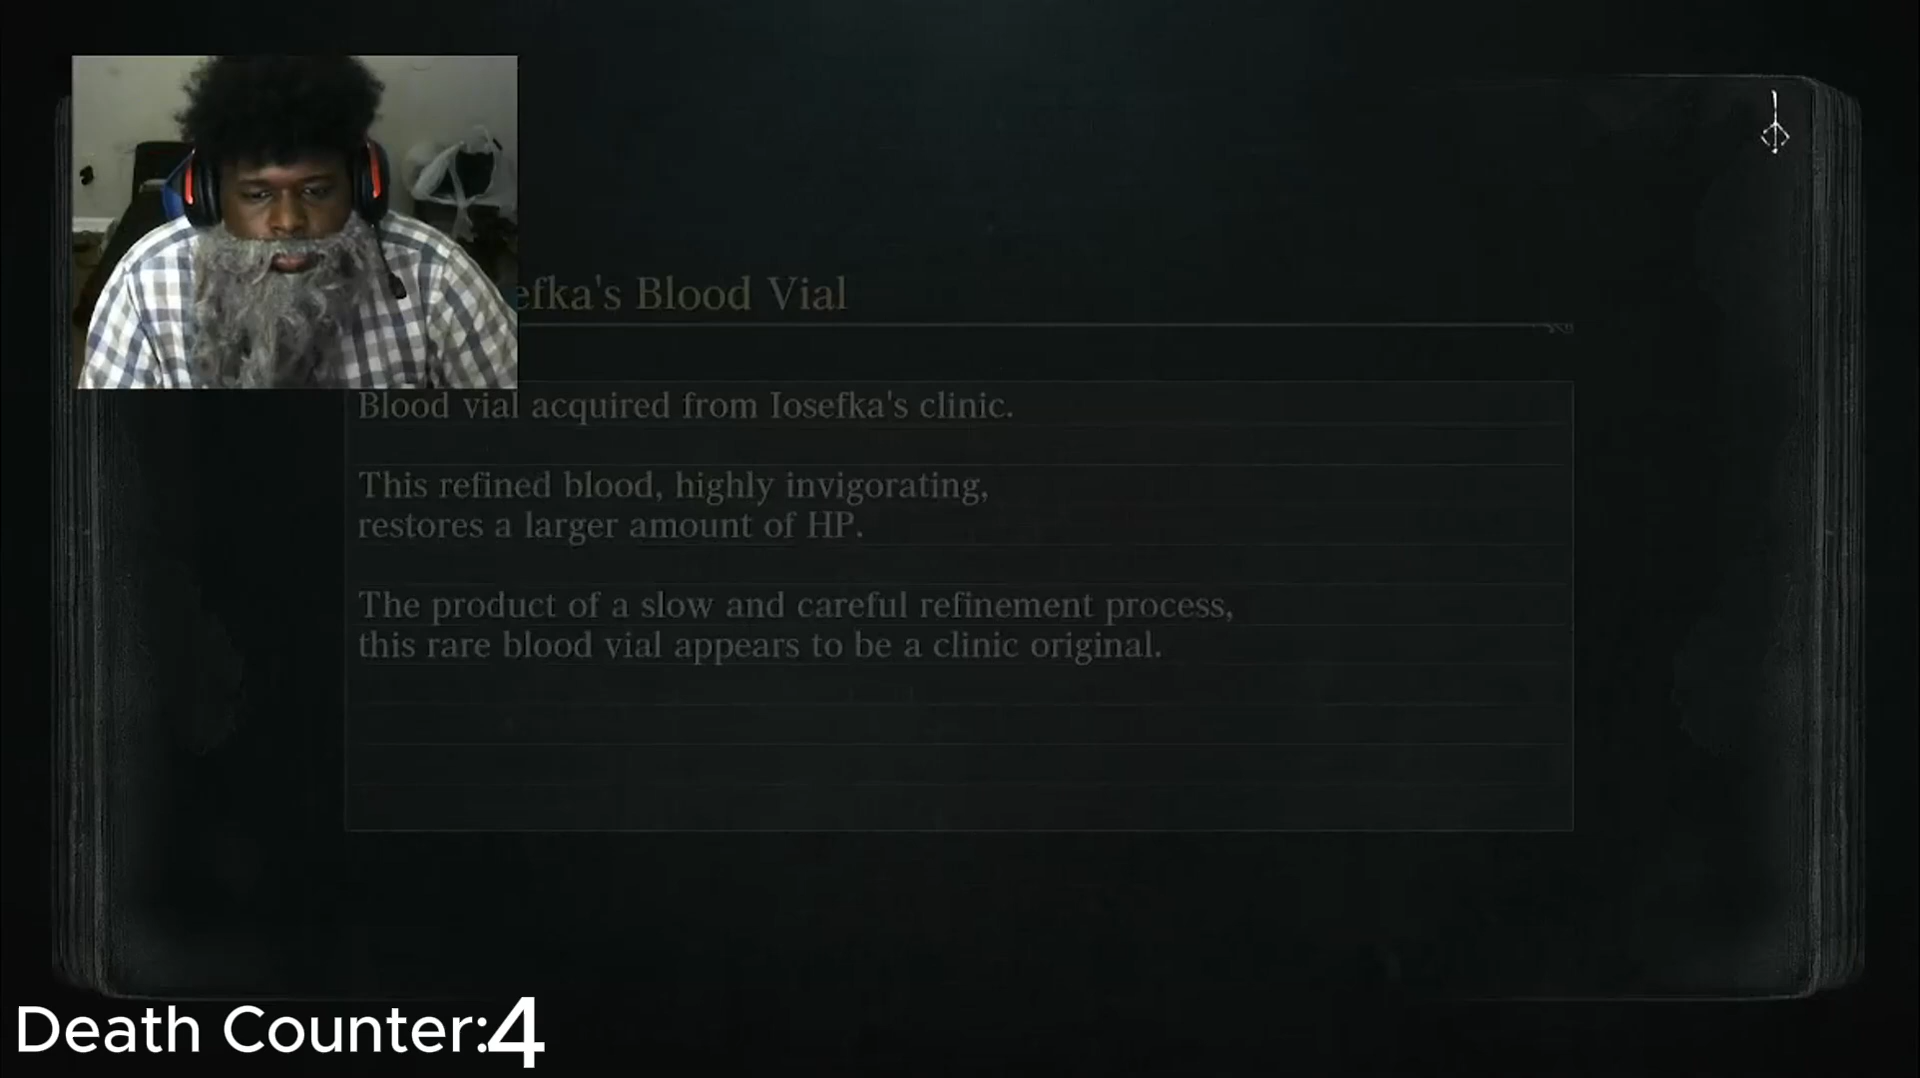 efka's Blood Vial
Blood vial acquired from Iosefka's clinic.
This refined blood, highly invigorating,
restores a larger amount of HP.
The product of a slow and careful refinement process,
this rare blood vial appears to be a clinic original.
Death Counter:4